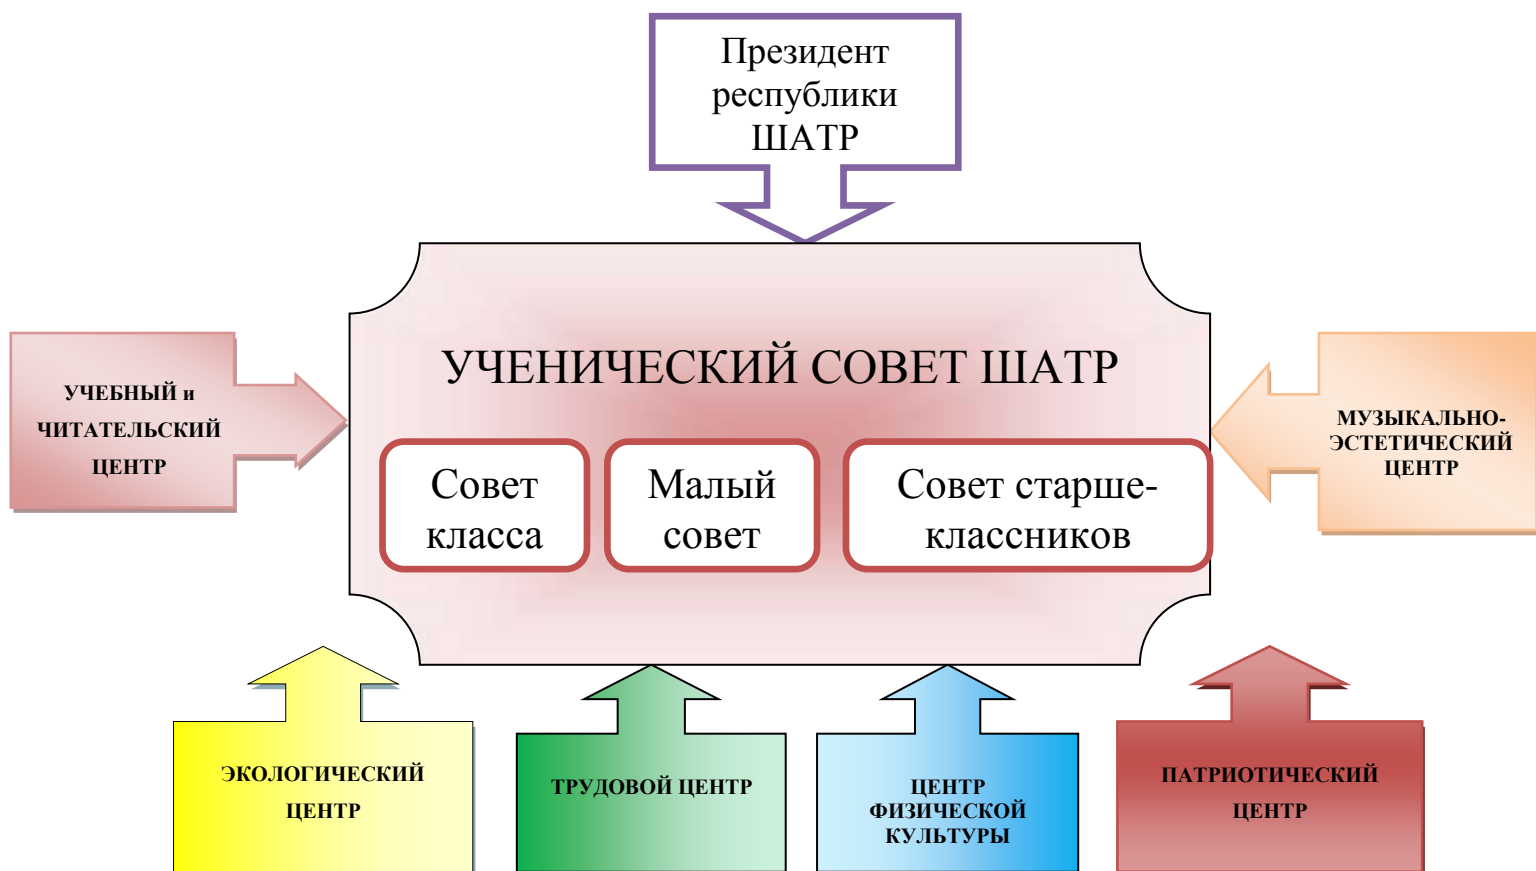 Президент
республики
ШАТР
УЧЕНИЧЕСКИЙ СОВЕТ ШАТР
УЧЕБНЫЙ и
ЧИТАТЕЛЬСКИЙ
ЦЕНТР
МУЗЫКАЛЬНО-
ЭСТЕТИЧЕСКИЙ
ЦЕНТР
Совет
класса
Малый
совет
Совет старше-
классников
ЭКОЛОГИЧЕСКИЙ
ЦЕНТР
ТРУДОВОЙ ЦЕНТР
ЦЕНТР
ФИЗИЧЕСКОЙ
КУЛЬТУРЫ
ПАТРИОТИЧЕСКИЙ
ЦЕНТР